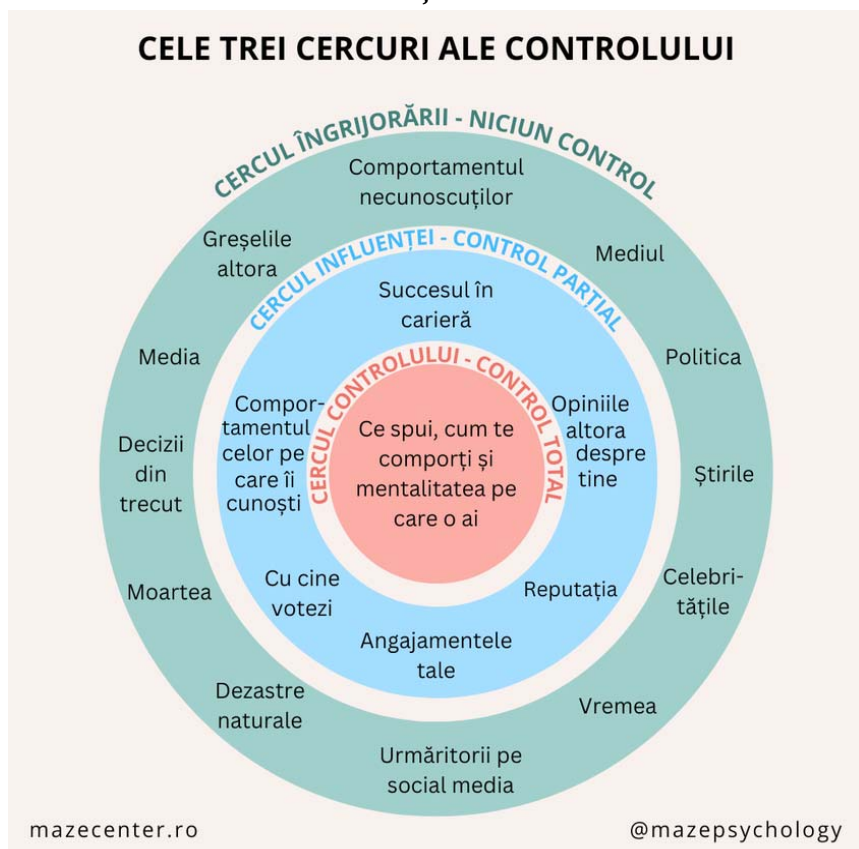 CELE TREI CERCURI ALE CONTROLULUI
CERCUL ÎNGRIJORĂRII - NICIUN CONTROL
Comportamentul
necunoscuților
Greșelile
altora
Mediul
Media
Politica
Decizii
din
trecut
Știrile
Moartea
Celebri-
tățile
Dezastre
naturale
Vremea
Urmăritorii pe
social media
CERCUL INFLUENȚEI - CONTROL PARȚIAL
Succesul în
carieră
Compor-
tamentul
celor pe
care îi
cunoști
Opiniile
altora
despre
tine
Cu cine
votezi
Reputația
Angajamentele
tale
CERCUL CONTROLULUI - CONTROL TOTAL
Ce spui, cum te
comporți și
mentalitatea pe
care o ai
mazecenter.ro
@mazepsychology